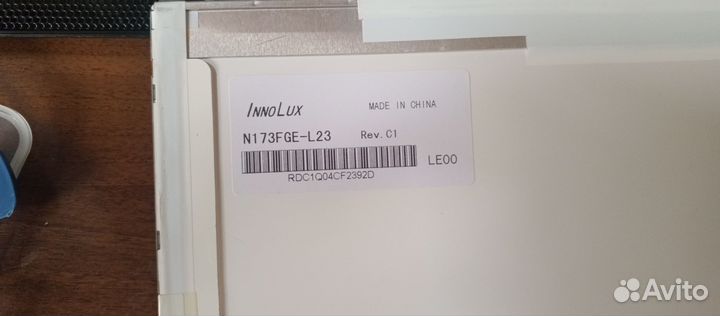 INNOLUX
MADE IN CHINA
N173FGE-L23
Rev.C1
LE00
RDC1Q04CF2392D
Avito